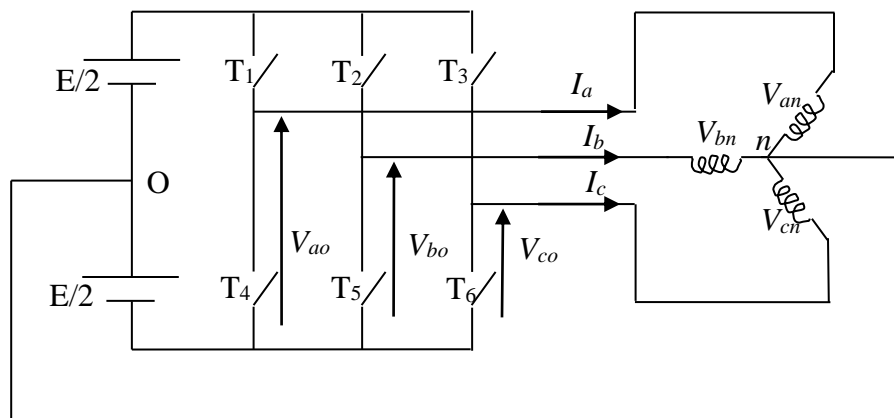 E/2
T1
T2
T3
Ia
Van
Vbn
n
Ib
O
Ic
Vcn
Vao
Vbo
Vco
E/2
T4
T5
T6